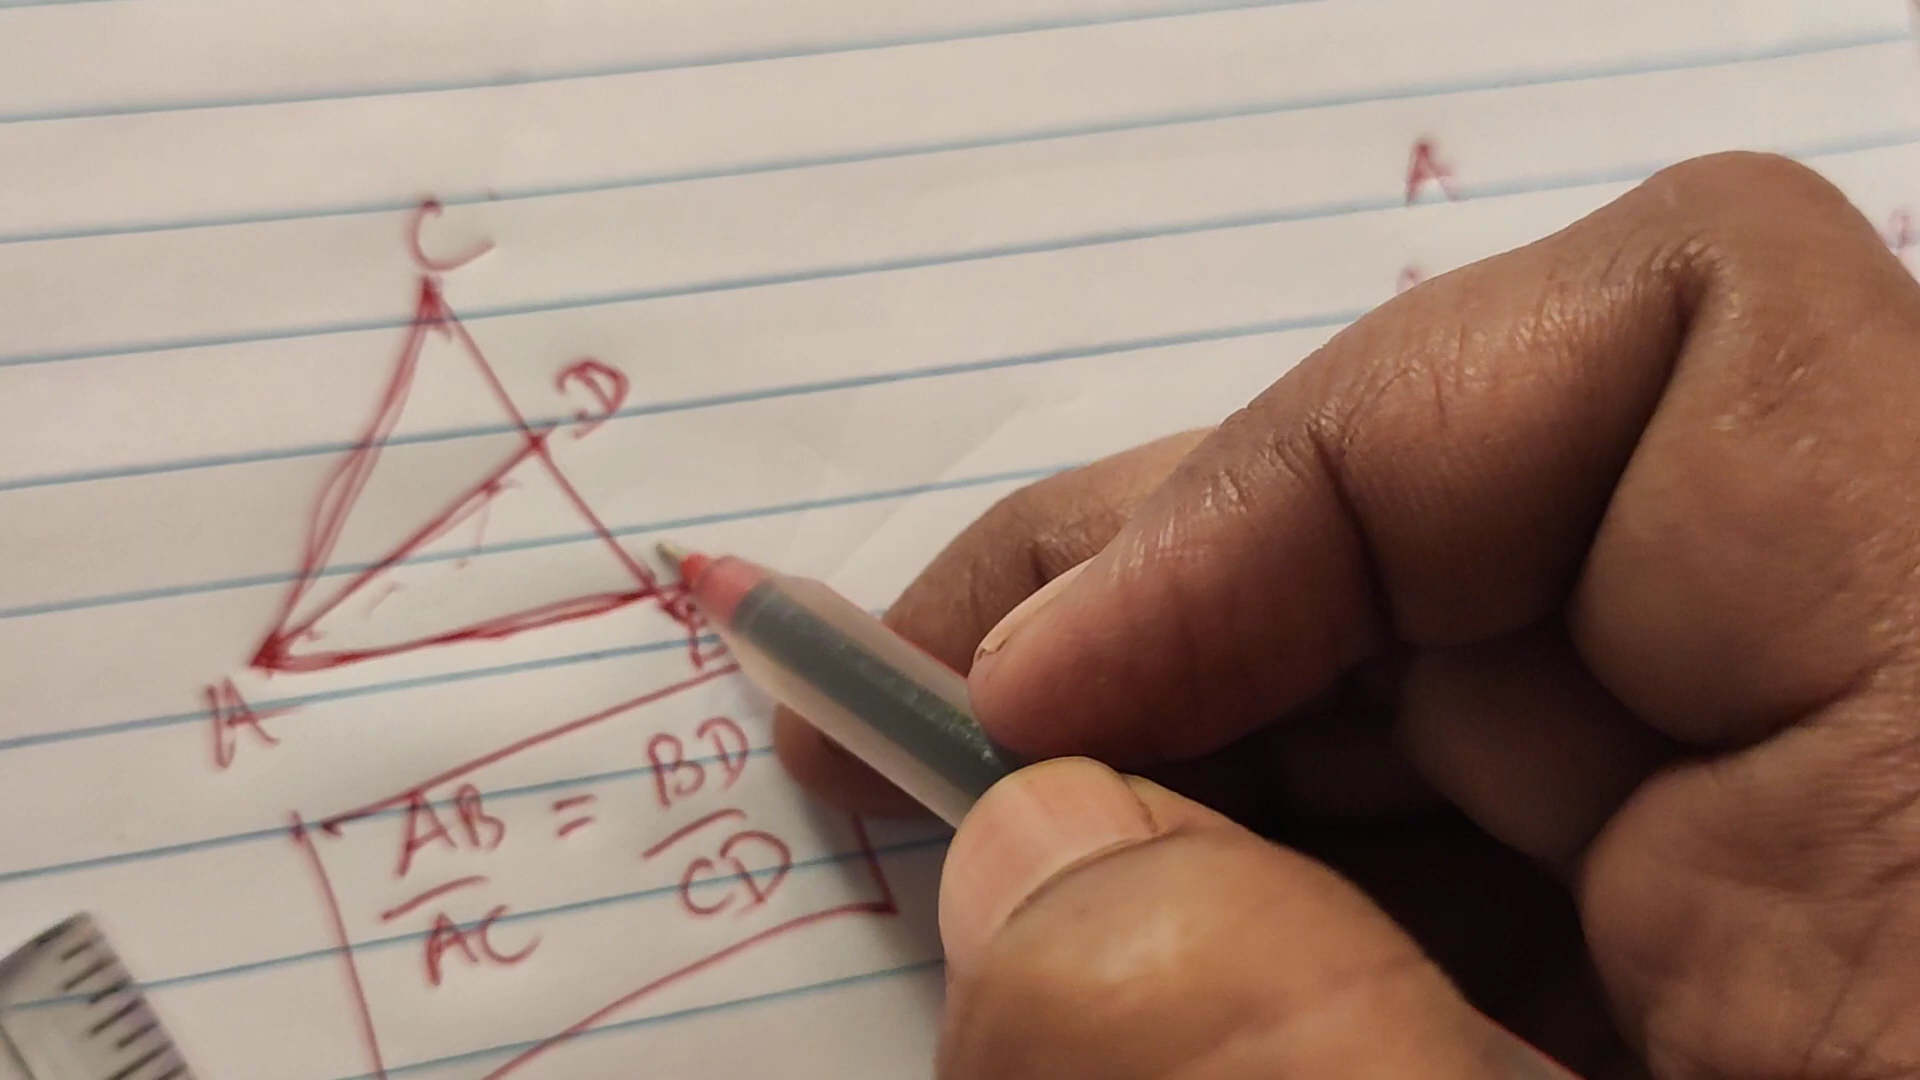 C
A
D
A
AB/AC = BD/CD